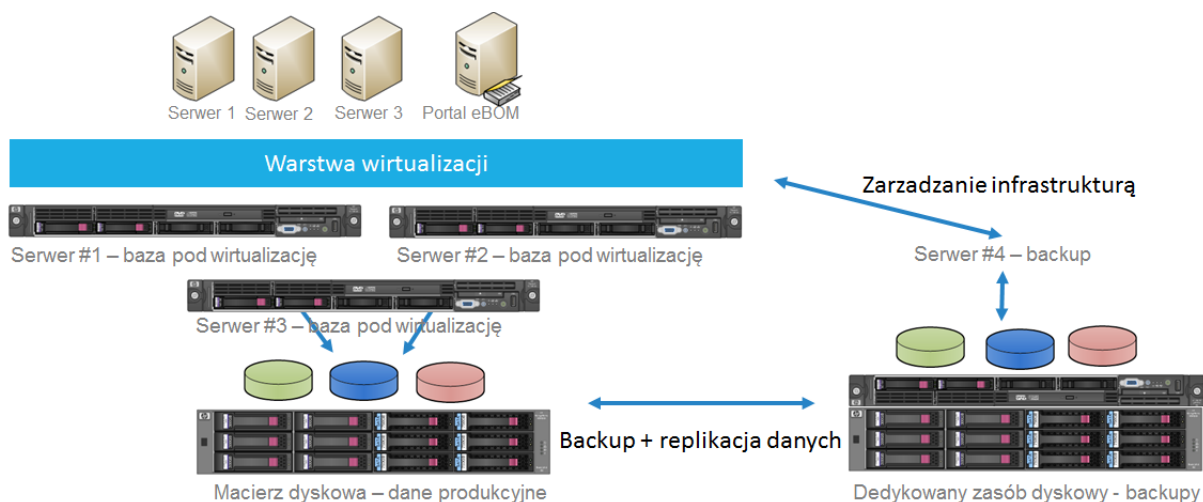 Serwer 1
Serwer 2
Serwer 3
Portal eBOM
Warstwa wirtualizacji
Zarzadzanie infrastrukturą
Serwer #1 – baza pod wirtualizację
Serwer #2 – baza pod wirtualizację
Serwer #4 – backup
Serwer #3 – baza pod wirtualizację
Backup + replikacja danych
Macierz dyskowa – dane produkcyjne
Dedykowany zasób dyskowy - backupy